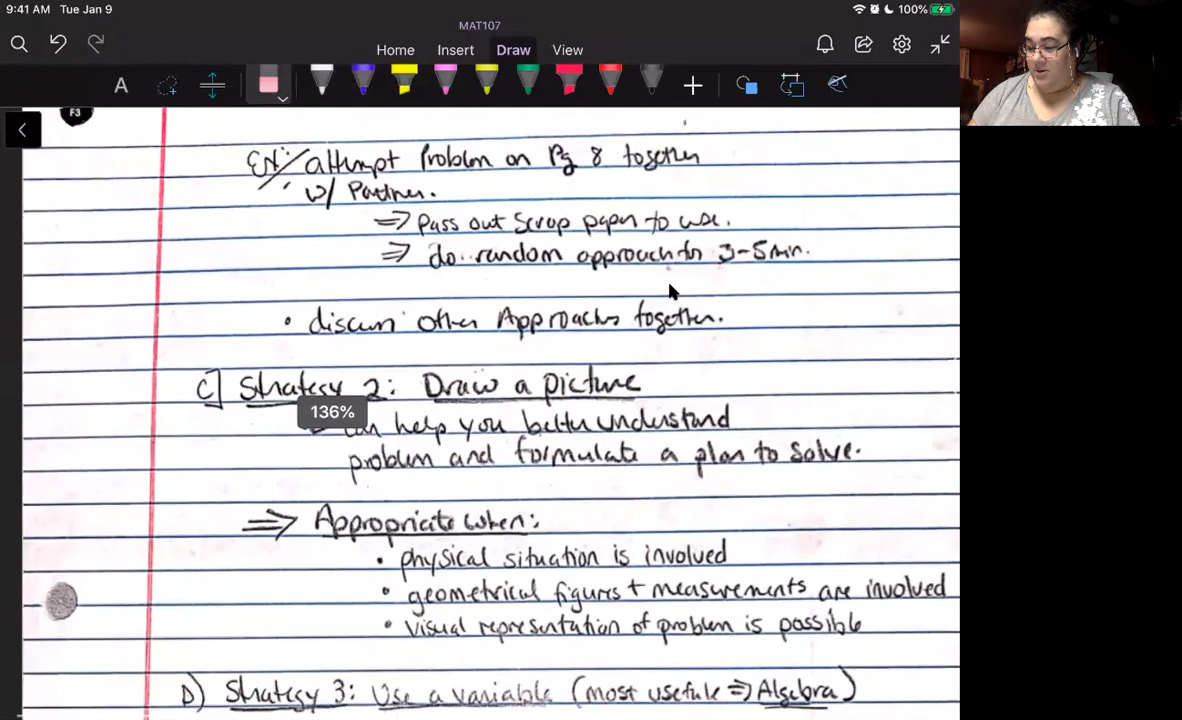 9:41 AM Tue Jan 9
100%
MAT107
Home Insert Draw View
A
F3
Ex:/ attempt Problem on Pg 8 together
w/ Partner.
⇒ Pass out Scrap paper to use.
⇒ do random approach for 3-5 min.
• discuss other Approaches together.
C] Strategy 2: Draw a picture
136%
can help you better understand
problem and formulate a plan to solve.
⇒ Appropriate when:
• physical situation is involved
• geometrical figures + measurements are involved
• visual representation of problem is possible
D) Strategy 3: Use a variable (most useful ⇒ Algebra)